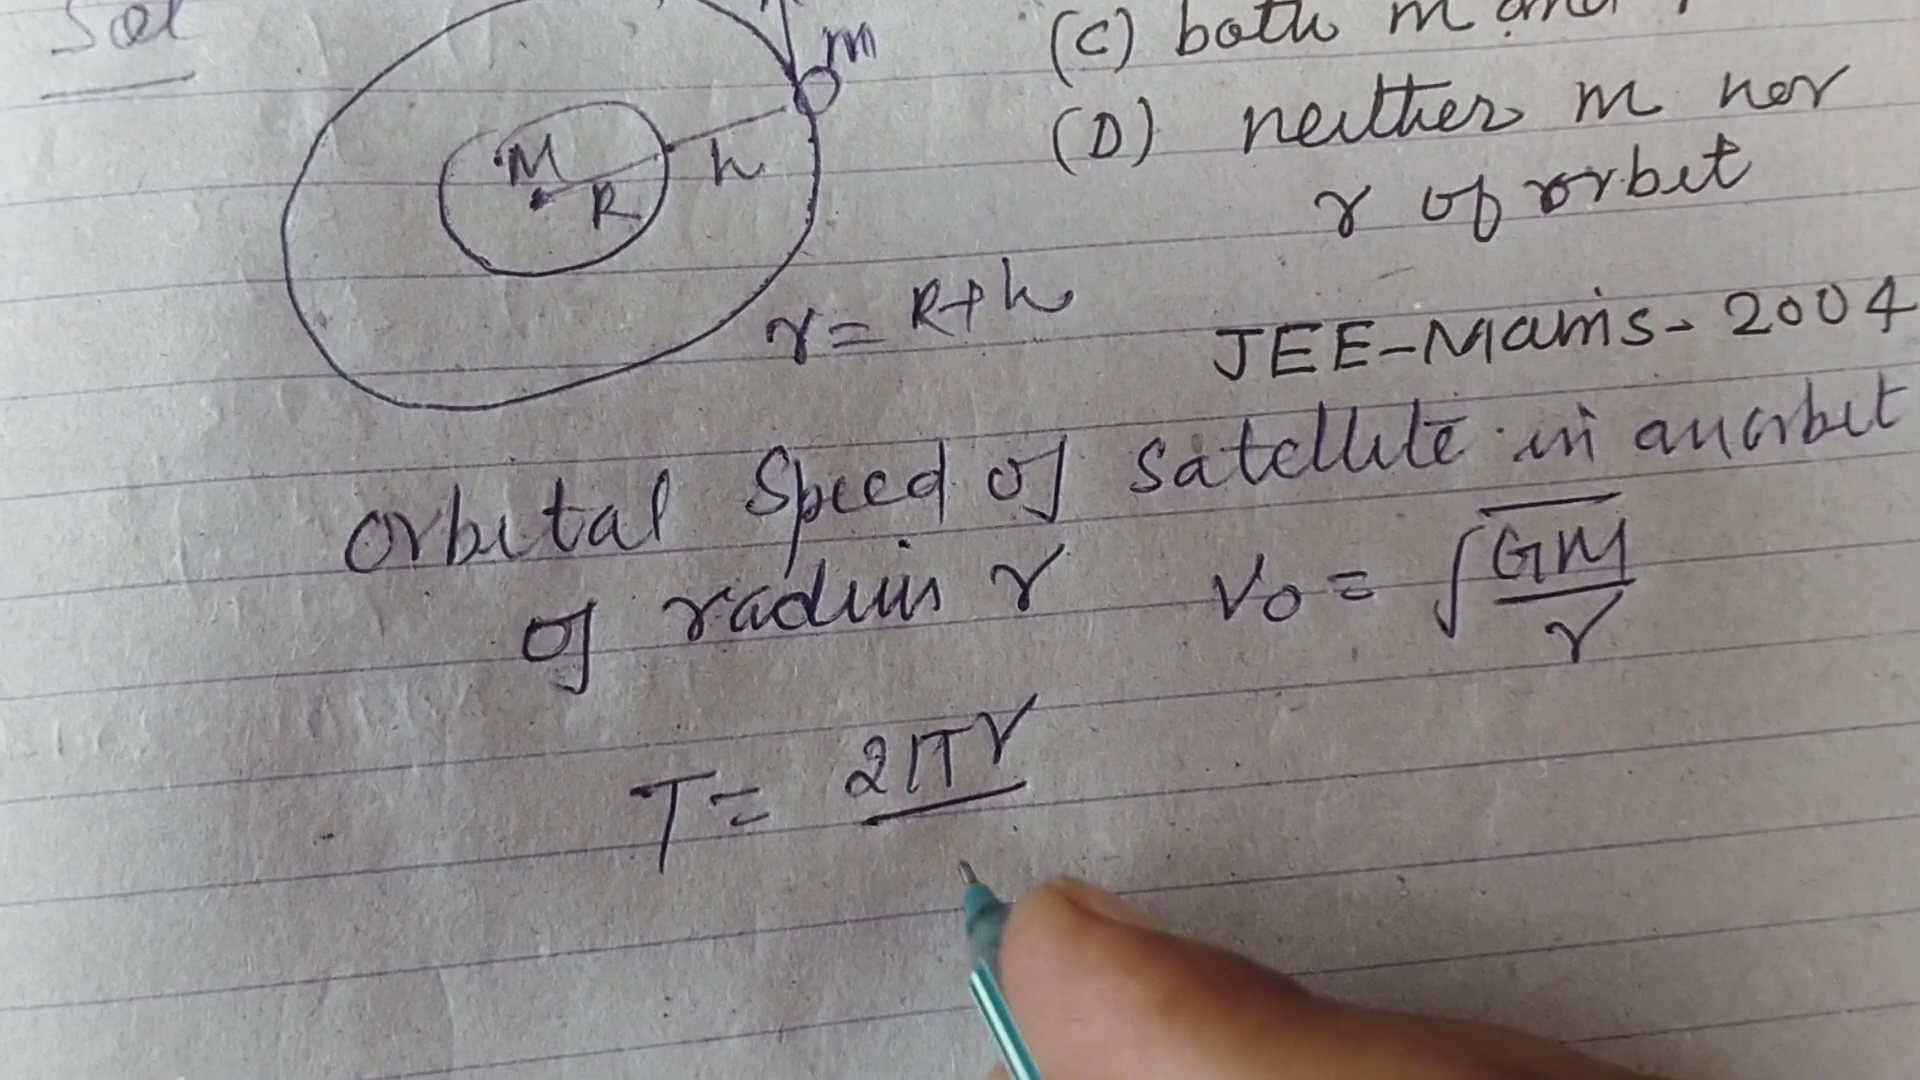 Sol
m
(C) both m and r
(D) neither m nor
r of orbit
M
R
h
r = R+h
JEE-Mains-2004
Orbital Speed of satellite in an orbit
of radius r V₀ = √GM/r
T = 2πr